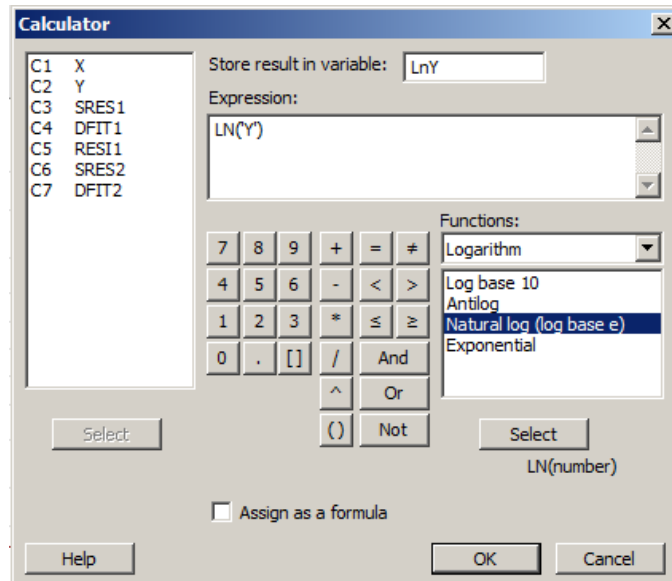 Calculator
C1 X
C2 Y
C3 SRES1
C4 DFIT1
C5 RESI1
C6 SRES2
C7 DFIT2
Store result in variable: LnY
Expression:
LN('Y')
Functions:
7 8 9 + = ≠ Logarithm
4 5 6 - < > Log base 10
Antilog
1 2 3 * ≤ ≥ Natural log (log base e)
0 . [] / And Exponential
^ Or
Select () Not Select
LN(number)
Assign as a formula
Help OK Cancel